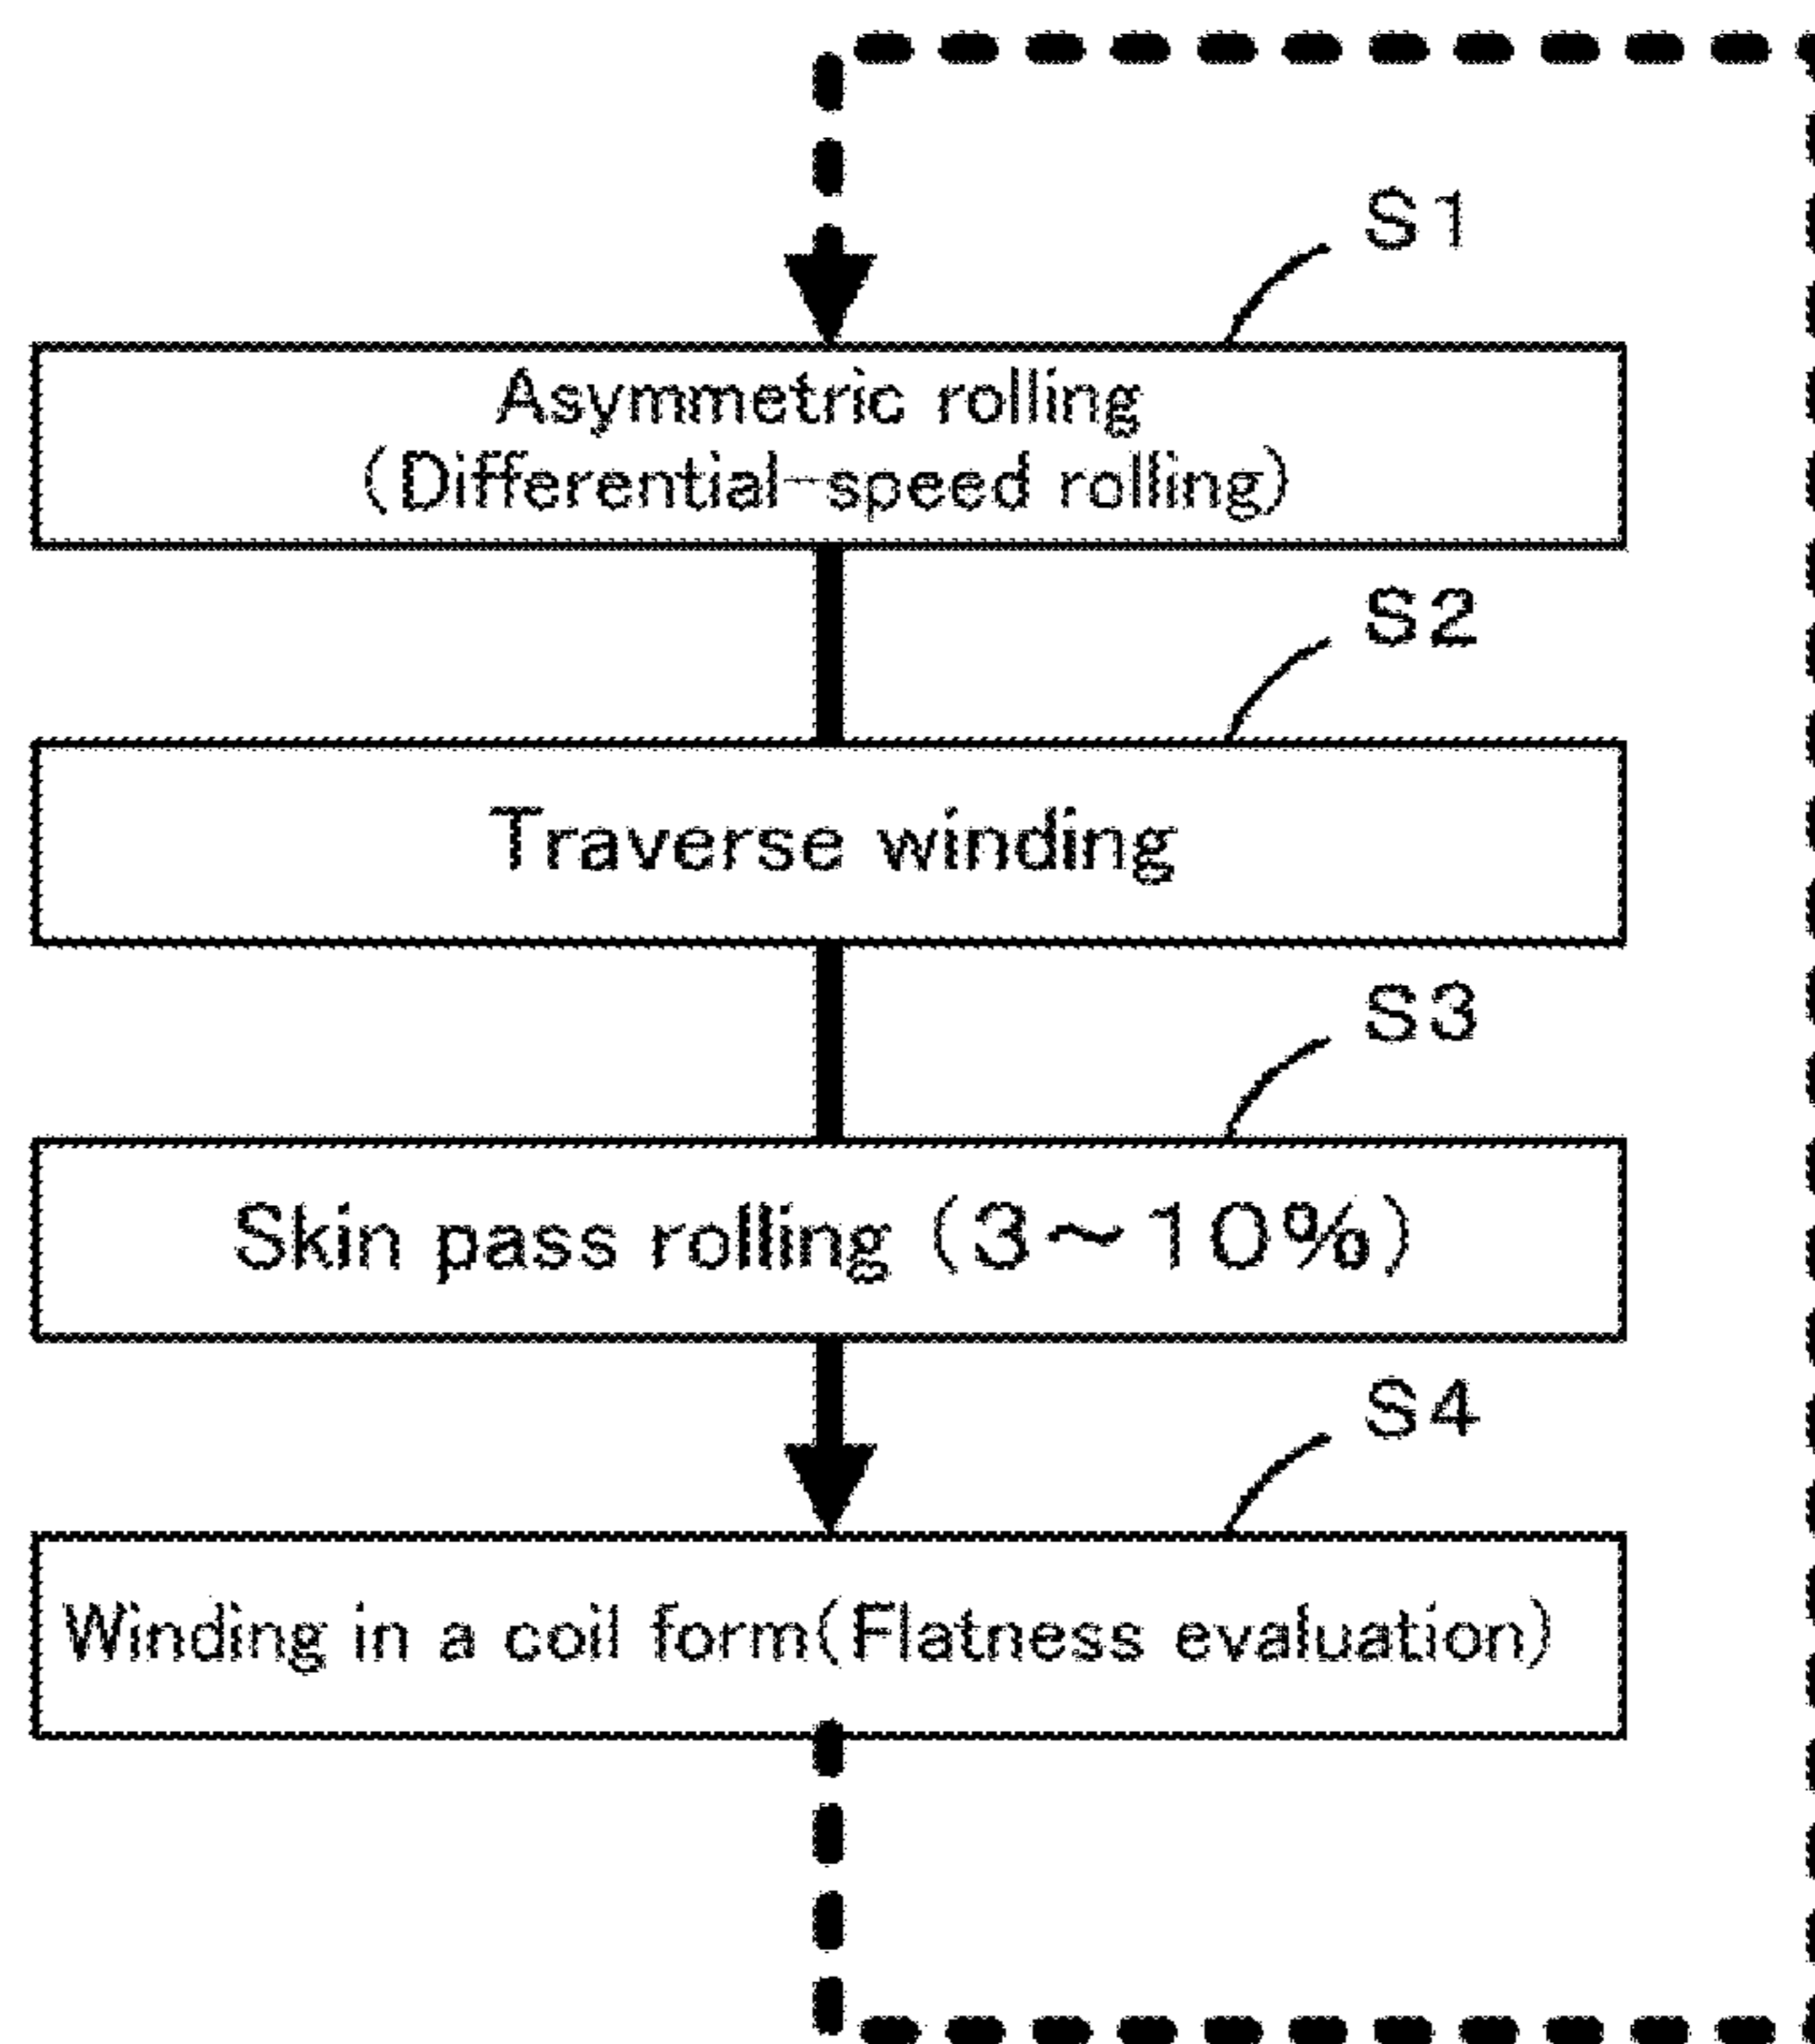 S1
Asymmetric rolling
(Differential-speed rolling)
S2
Traverse winding
S3
Skin pass rolling (3～10%)
S4
Winding in a coil form(Flatness evaluation)